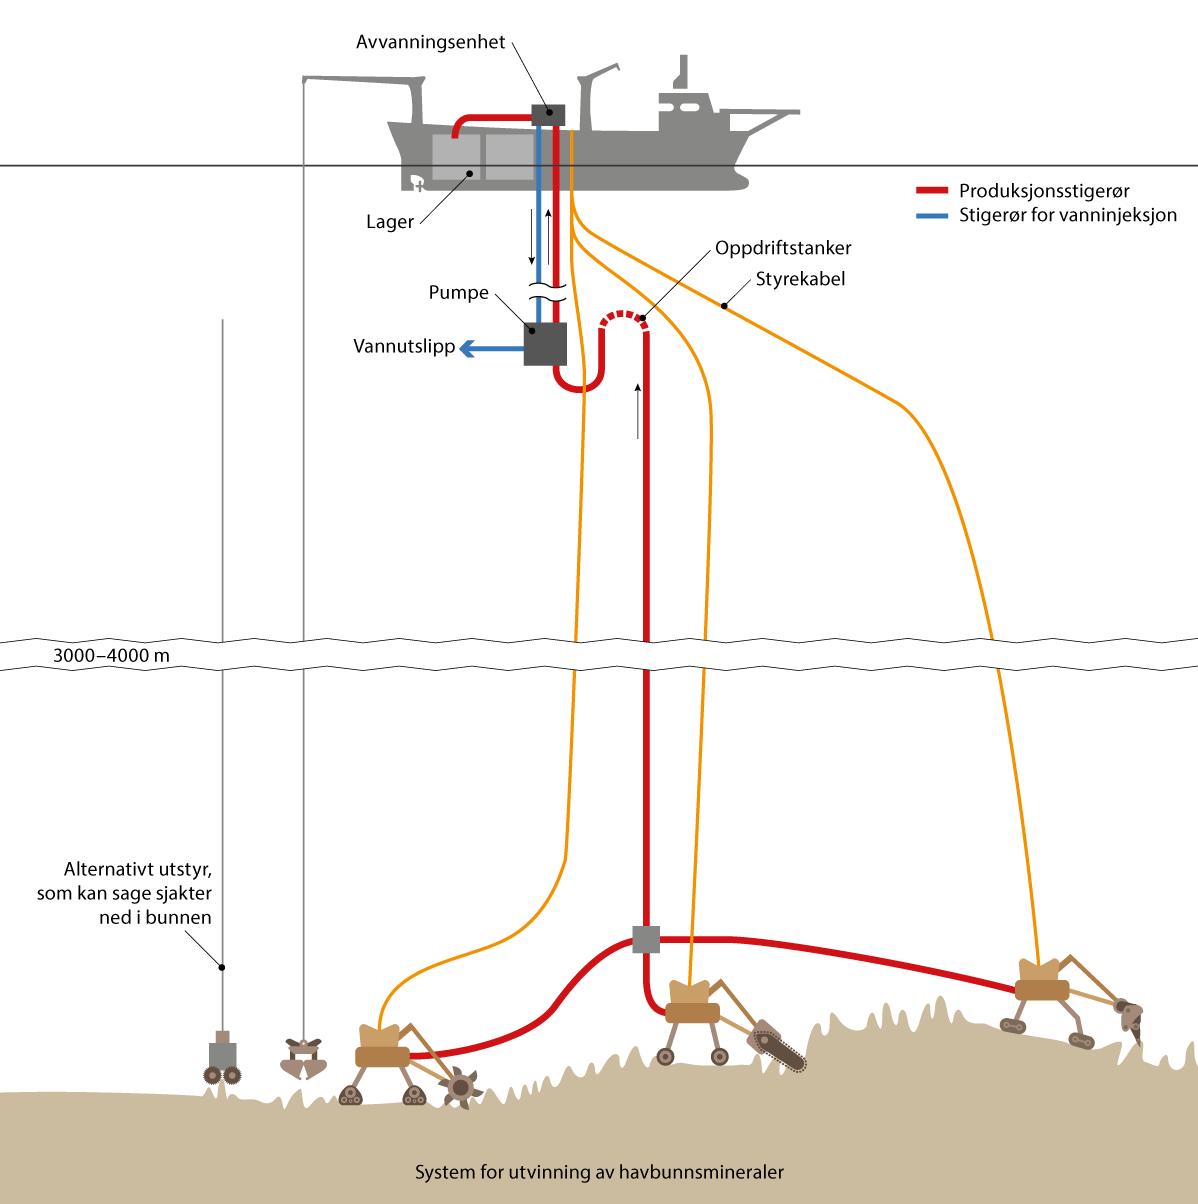 Avvanningsenhet
Lager
Produksjonsstigerør
Stigerør for vanninjeksjon
Oppdriftstanker
Styrekabel
Pumpe
Vannutslipp
3000–4000 m
Alternativt utstyr,
som kan sage sjakter
ned i bunnen
System for utvinning av havbunnsmineraler